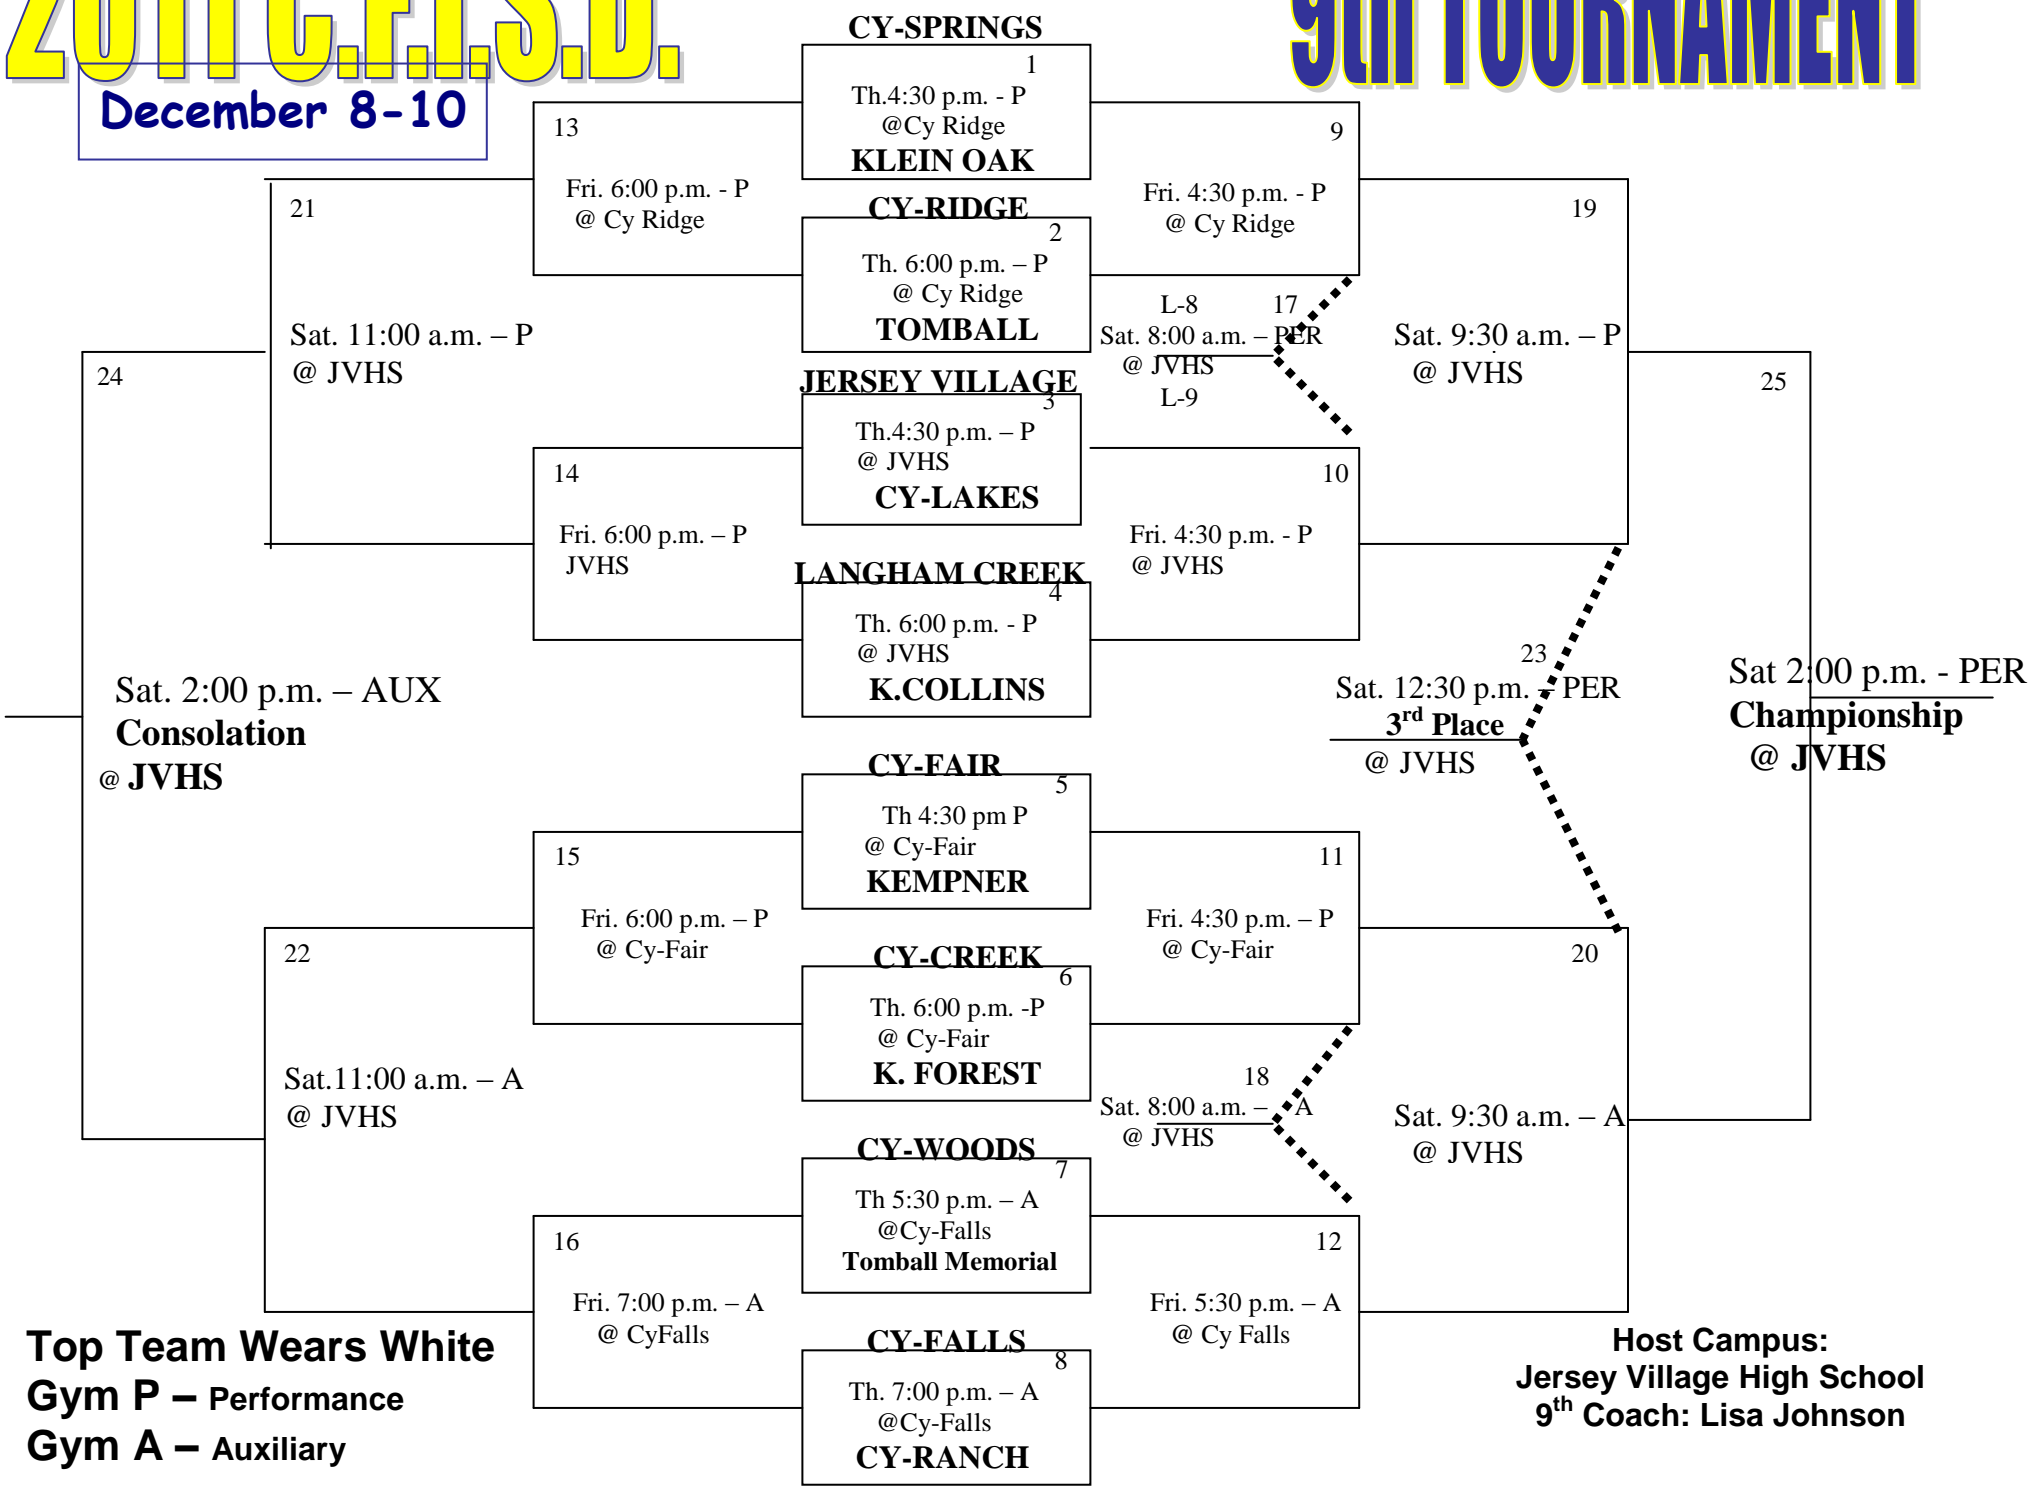 2011 C.F.I.S.D.
9th TOURNAMENT
December 8-10
CY-SPRINGS
1
Th.4:30 p.m. - P
@Cy Ridge
KLEIN OAK
CY-RIDGE
2
Th. 6:00 p.m. – P
@ Cy Ridge
TOMBALL
JERSEY VILLAGE
3
Th.4:30 p.m. – P
@ JVHS
CY-LAKES
LANGHAM CREEK
4
Th. 6:00 p.m. - P
@ JVHS
K.COLLINS
CY-FAIR
5
Th 4:30 pm P
@ Cy-Fair
KEMPNER
CY-CREEK
6
Th. 6:00 p.m. -P
@ Cy-Fair
K. FOREST
CY-WOODS
7
Th 5:30 p.m. – A
@Cy-Falls
Tomball Memorial
CY-FALLS
8
Th. 7:00 p.m. – A
@Cy-Falls
CY-RANCH
13
Fri. 6:00 p.m. - P
@ Cy Ridge
14
Fri. 6:00 p.m. – P
JVHS
15
Fri. 6:00 p.m. – P
@ Cy-Fair
16
Fri. 7:00 p.m. – A
@ CyFalls
21
Sat. 11:00 a.m. – P
@ JVHS
22
Sat.11:00 a.m. – A
@ JVHS
24
Sat. 2:00 p.m. – AUX
Consolation
@ JVHS
9
Fri. 4:30 p.m. - P
@ Cy Ridge
L-8 17
Sat. 8:00 a.m. – PER
@ JVHS
L-9
10
Fri. 4:30 p.m. - P
@ JVHS
11
Fri. 4:30 p.m. – P
@ Cy-Fair
18
Sat. 8:00 a.m. – A
@ JVHS
12
Fri. 5:30 p.m. – A
@ Cy Falls
19
Sat. 9:30 a.m. – P
@ JVHS
23
Sat. 12:30 p.m. – PER
3rd Place
@ JVHS
20
Sat. 9:30 a.m. – A
@ JVHS
25
Sat 2:00 p.m. - PER
Championship
@ JVHS
Top Team Wears White
Gym P – Performance
Gym A – Auxiliary
Host Campus:
Jersey Village High School
9th Coach: Lisa Johnson